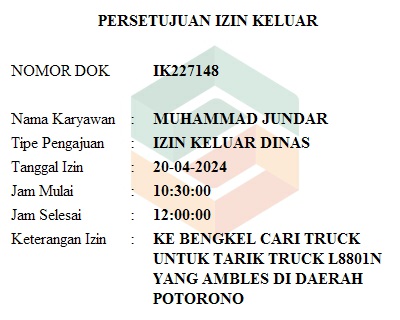 PERSETUJUAN IZIN KELUAR
NOMOR DOK IK227148
Nama Karyawan : MUHAMMAD JUNDAR
Tipe Pengajuan : IZIN KELUAR DINAS
Tanggal Izin : 20-04-2024
Jam Mulai : 10:30:00
Jam Selesai : 12:00:00
Keterangan Izin : KE BENGKEL CARI TRUCK
UNTUK TARIK TRUCK L8801N
YANG AMBLES DI DAERAH
POTORONO